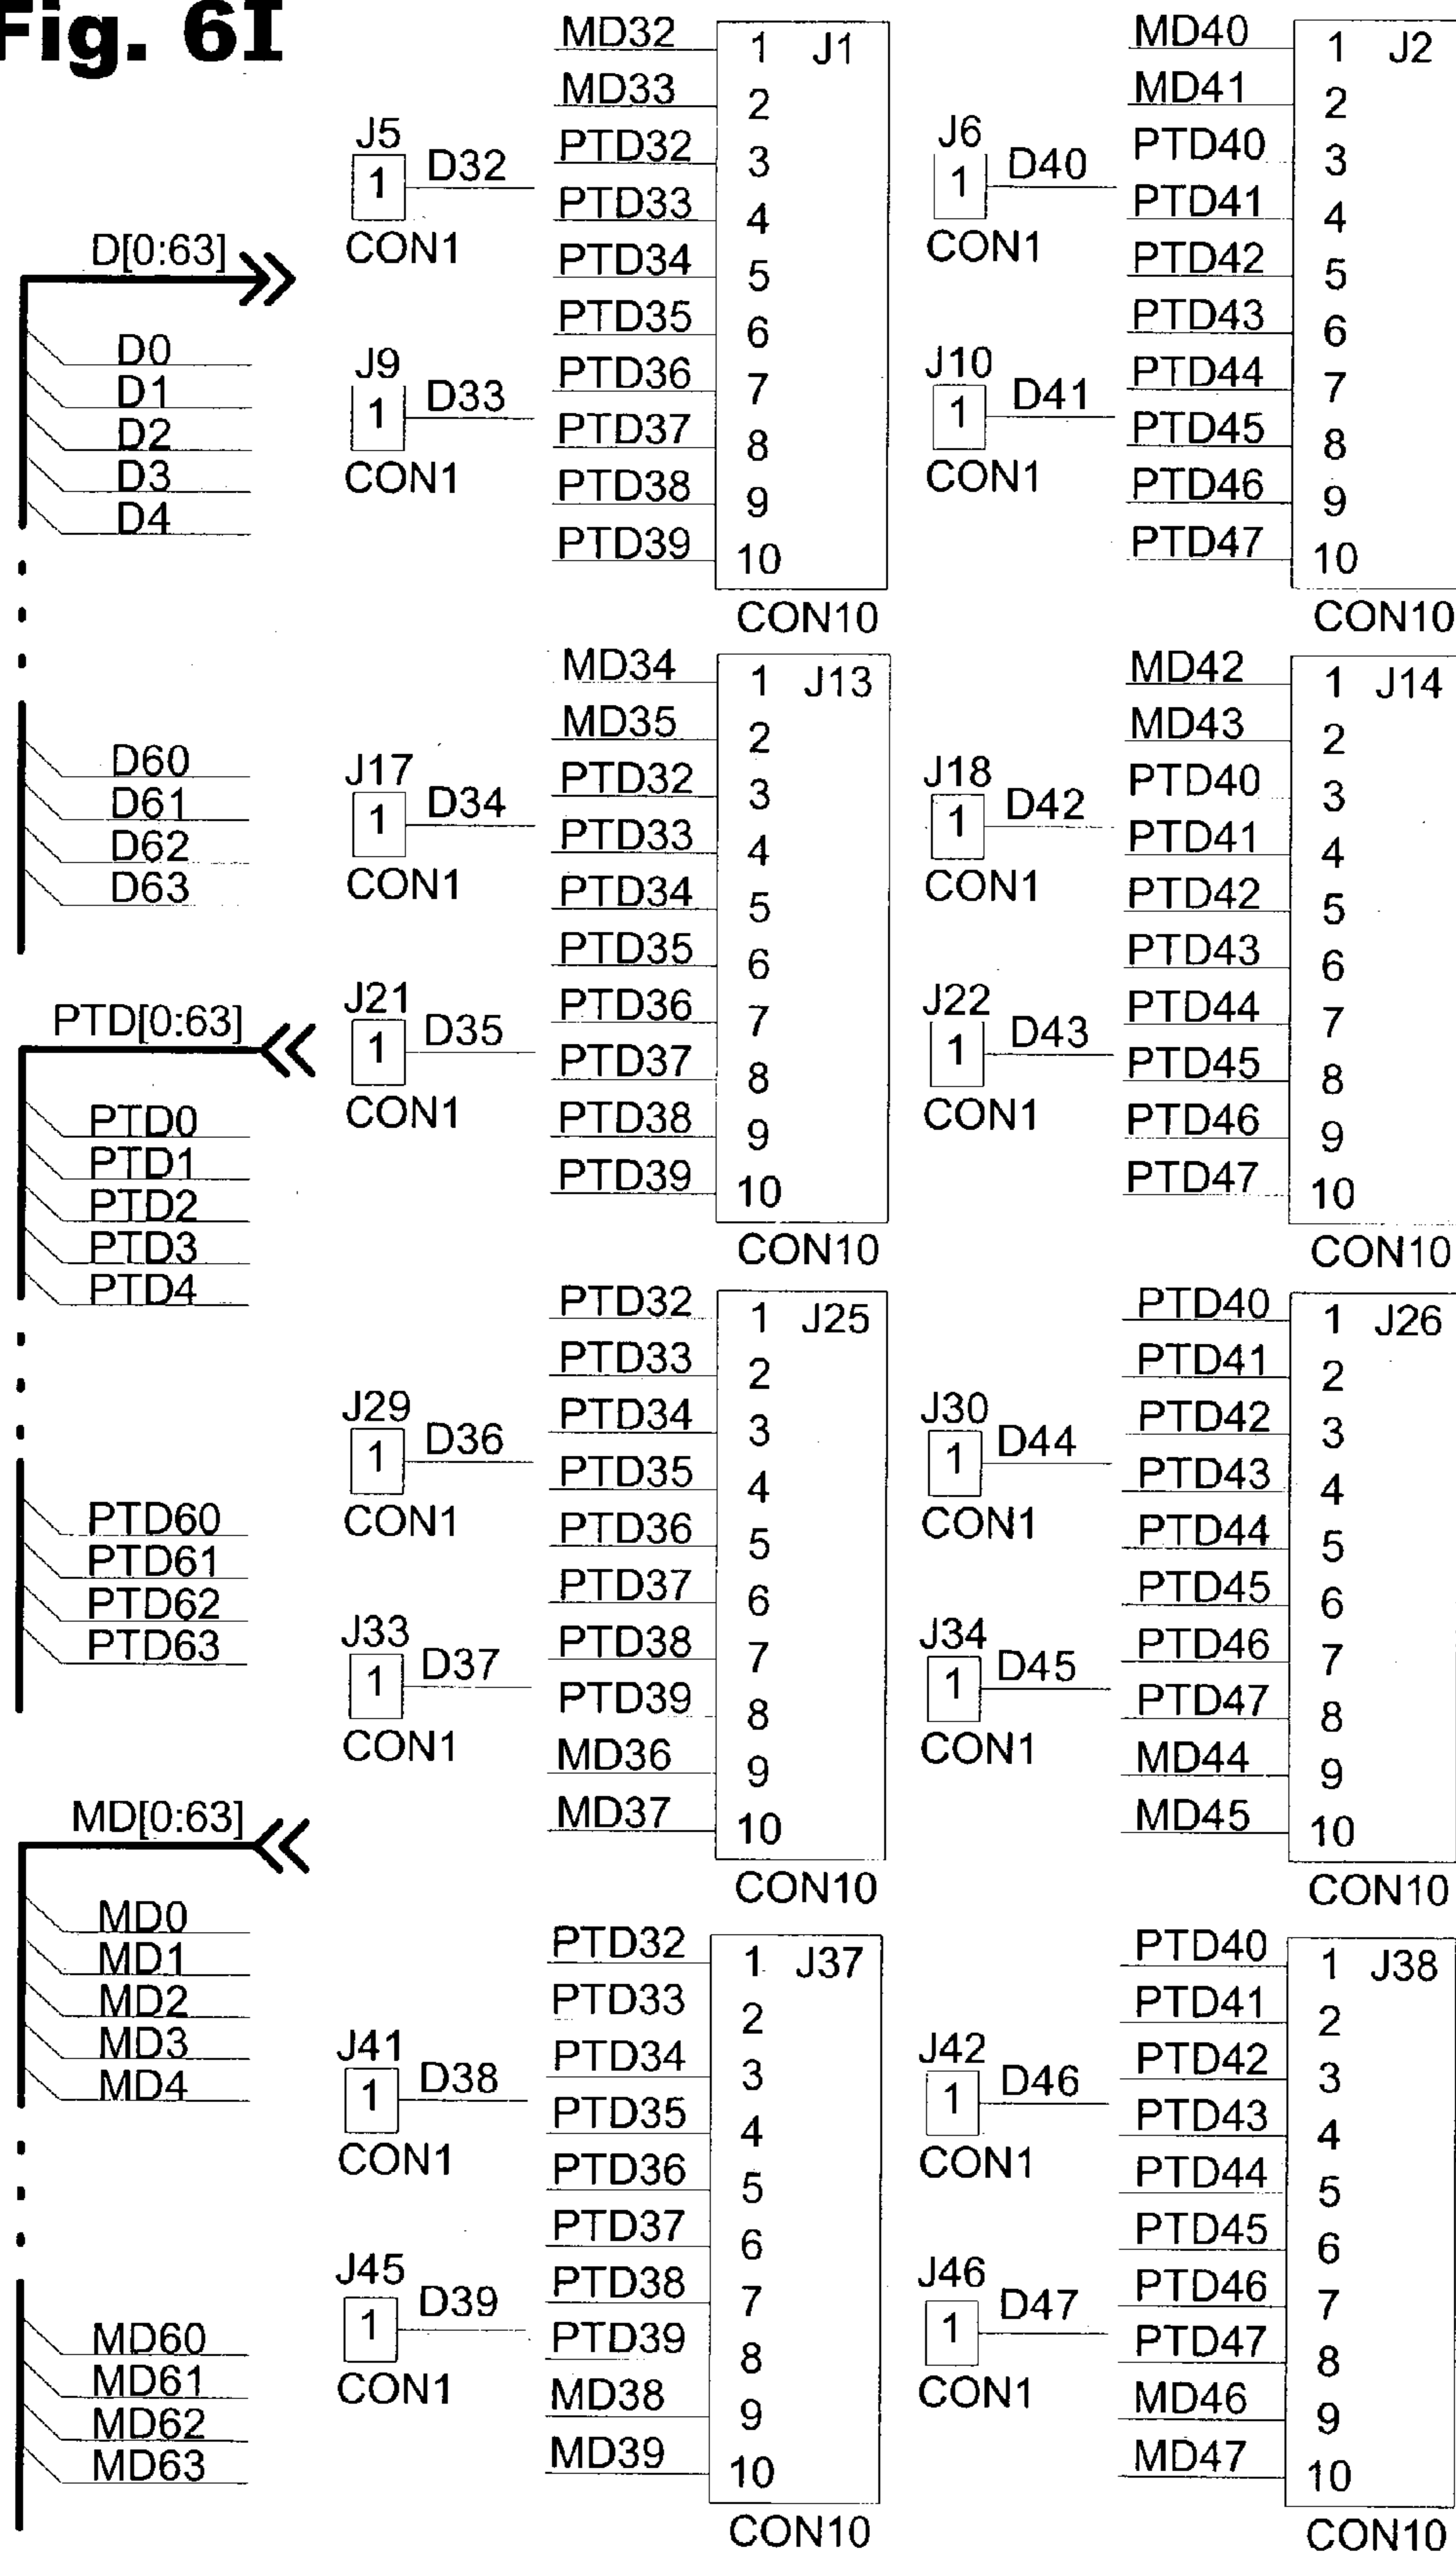 Fig. 6I
D[0:63]
D0
D1
D2
D3
D4
D60
D61
D62
D63
PTD[0:63]
PTD0
PTD1
PTD2
PTD3
PTD4
PTD60
PTD61
PTD62
PTD63
MD[0:63]
MD0
MD1
MD2
MD3
MD4
MD60
MD61
MD62
MD63
J5
1 D32
CON1
J9
1 D33
CON1
MD32 1 J1
MD33 2
PTD32 3
PTD33 4
PTD34 5
PTD35 6
PTD36 7
PTD37 8
PTD38 9
PTD39 10
CON10
J6
1 D40
CON1
J10
1 D41
CON1
MD40 1 J2
MD41 2
PTD40 3
PTD41 4
PTD42 5
PTD43 6
PTD44 7
PTD45 8
PTD46 9
PTD47 10
CON10
J17
1 D34
CON1
J21
1 D35
CON1
MD34 1 J13
MD35 2
PTD32 3
PTD33 4
PTD34 5
PTD35 6
PTD36 7
PTD37 8
PTD38 9
PTD39 10
CON10
J18
1 D42
CON1
J22
1 D43
CON1
MD42 1 J14
MD43 2
PTD40 3
PTD41 4
PTD42 5
PTD43 6
PTD44 7
PTD45 8
PTD46 9
PTD47 10
CON10
J29
1 D36
CON1
J33
1 D37
CON1
PTD32 1 J25
PTD33 2
PTD34 3
PTD35 4
PTD36 5
PTD37 6
PTD38 7
PTD39 8
MD36 9
MD37 10
CON10
J30
1 D44
CON1
J34
1 D45
CON1
PTD40 1 J26
PTD41 2
PTD42 3
PTD43 4
PTD44 5
PTD45 6
PTD46 7
PTD47 8
MD44 9
MD45 10
CON10
J41
1 D38
CON1
J45
1 D39
CON1
PTD32 1 J37
PTD33 2
PTD34 3
PTD35 4
PTD36 5
PTD37 6
PTD38 7
PTD39 8
MD38 9
MD39 10
CON10
J42
1 D46
CON1
J46
1 D47
CON1
PTD40 1 J38
PTD41 2
PTD42 3
PTD43 4
PTD44 5
PTD45 6
PTD46 7
PTD47 8
MD46 9
MD47 10
CON10